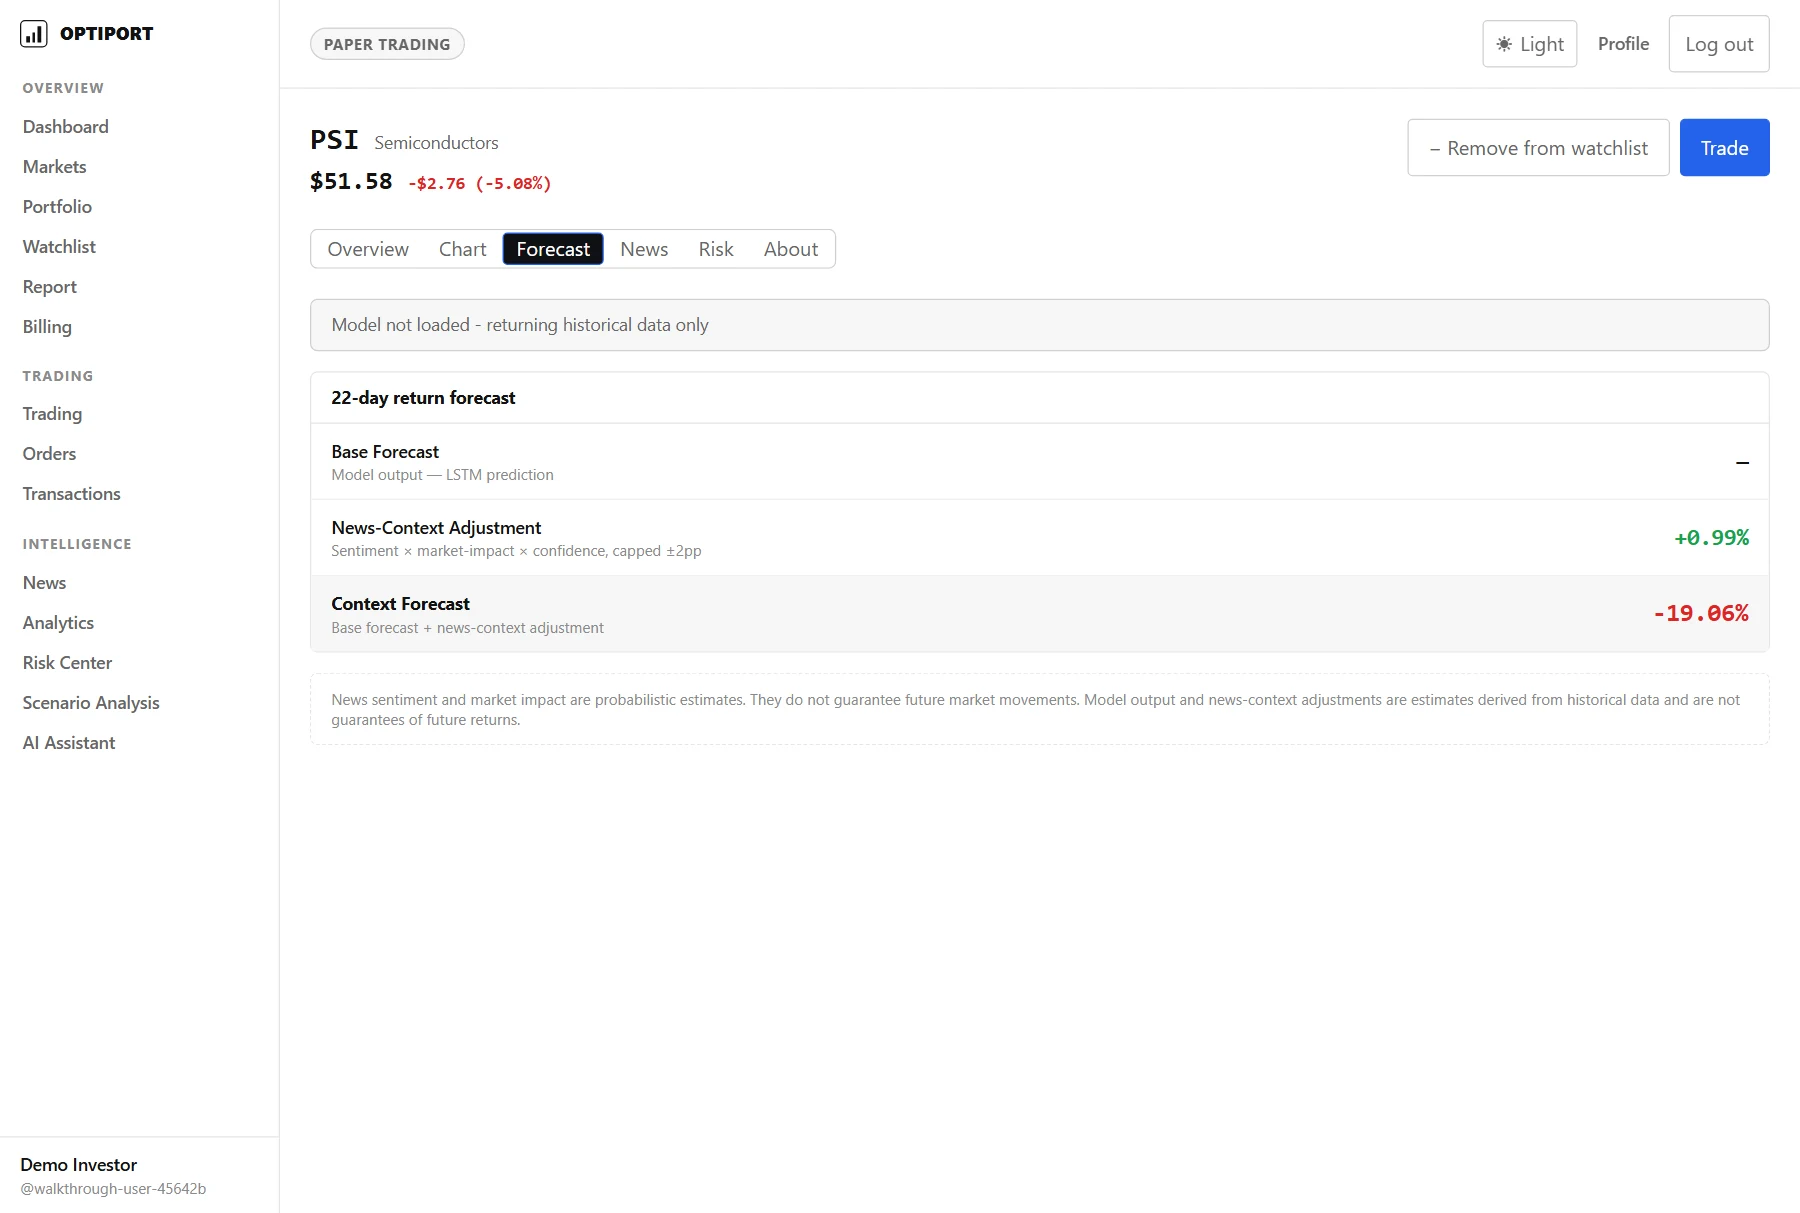 OPTIPORT
OVERVIEW
Dashboard
Markets
Portfolio
Watchlist
Report
Billing
TRADING
Trading
Orders
Transactions
INTELLIGENCE
News
Analytics
Risk Center
Scenario Analysis
AI Assistant
Demo Investor
@walkthrough-user-45642b
PAPER TRADING
Light
Profile
Log out
PSI Semiconductors
$51.58 -$2.76 (-5.08%)
– Remove from watchlist
Trade
Overview Chart Forecast News Risk About
Model not loaded - returning historical data only
22-day return forecast
Base Forecast
Model output — LSTM prediction
—
News-Context Adjustment
Sentiment × market-impact × confidence, capped ±2pp
+0.99%
Context Forecast
Base forecast + news-context adjustment
-19.06%
News sentiment and market impact are probabilistic estimates. They do not guarantee future market movements. Model output and news-context adjustments are estimates derived from historical data and are not
guarantees of future returns.